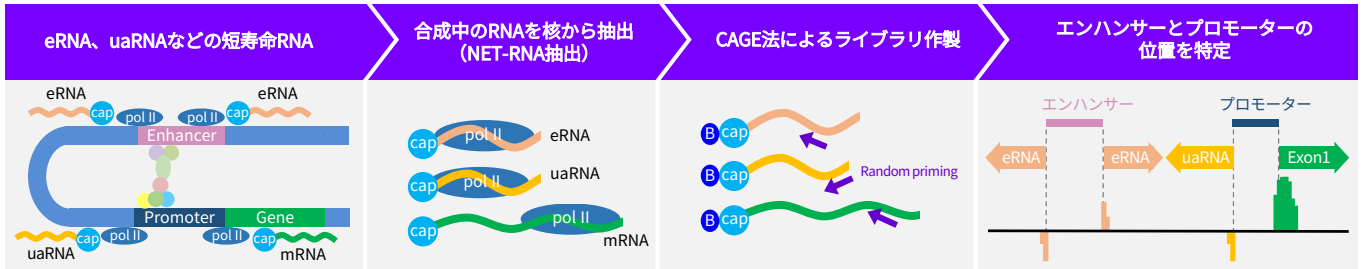 eRNA、uaRNAなどの短寿命RNA
合成中のRNAを核から抽出
（NET-RNA抽出）
CAGE法によるライブラリ作製
エンハンサーとプロモーターの
位置を特定
eRNA
eRNA
cap
pol II
pol II
cap
Enhancer
Promoter
Gene
cap
pol II
pol II
cap
uaRNA
mRNA
cap
pol II
eRNA
cap
pol II
uaRNA
cap
pol II
mRNA
B
cap
B
cap
Random priming
B
cap
エンハンサー
プロモーター
eRNA
eRNA
uaRNA
Exon1